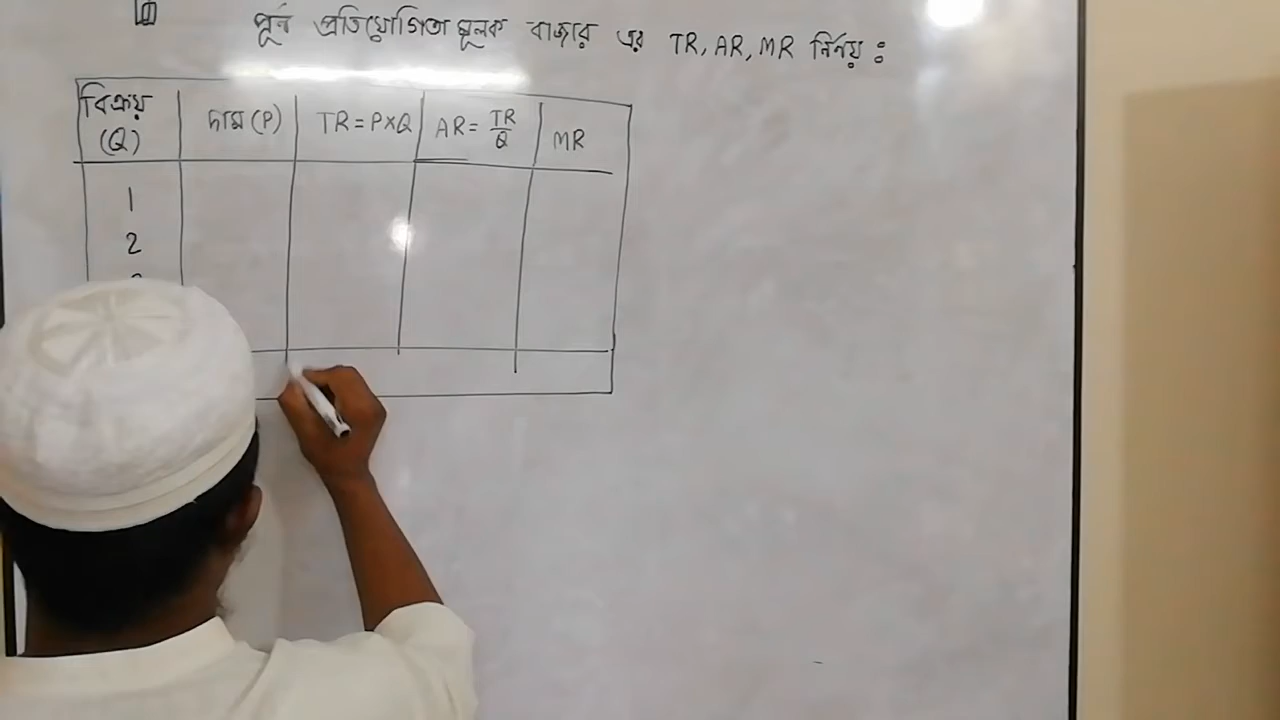 পূর্ন প্রতিযোগিতা মূলক বাজার এর TR, AR, MR নির্ণয় :
বিক্রয় (Q) দাম (P) TR = P×Q AR = TR/Q MR
1
2